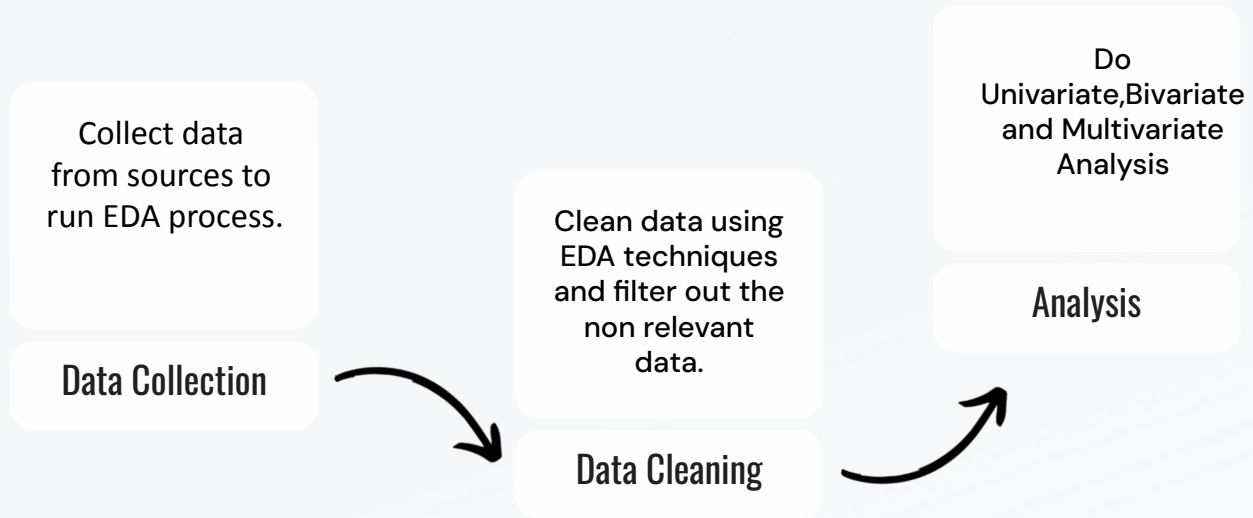 Collect data
from sources to
run EDA process.
Data Collection
Clean data using
EDA techniques
and filter out the
non relevant
data.
Data Cleaning
Do
Univariate,Bivariate
and Multivariate
Analysis
Analysis